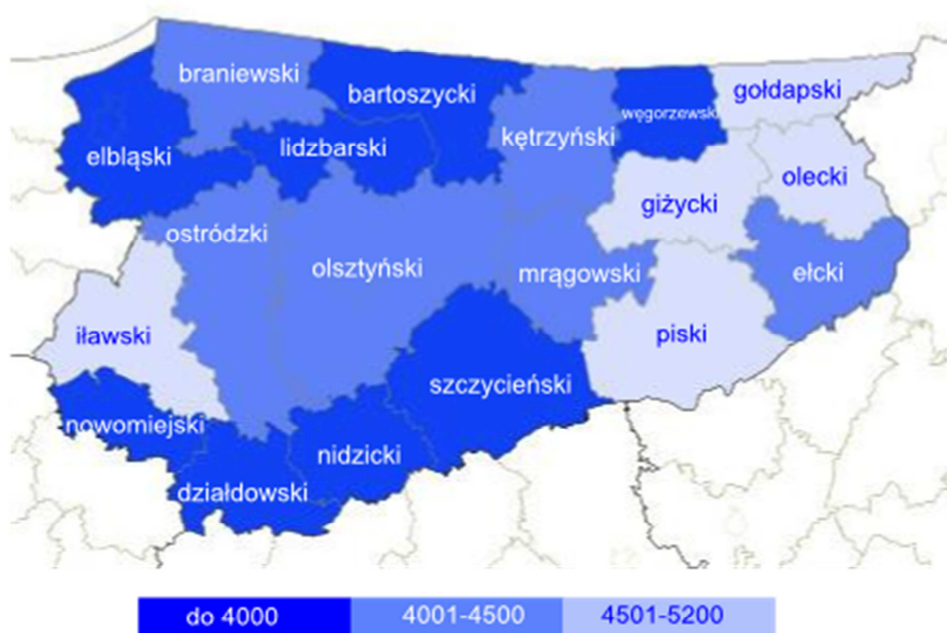 braniewski
bartoszycki
gołdapski
węgorzewski
kętrzyński
elbląski
lidzbarski
olecki
giżycki
ostródzki
olsztyński
mrągowski
ełcki
iławski
piski
szczycieński
nowomiejski
nidzicki
działdowski
do 4000
4001-4500
4501-5200